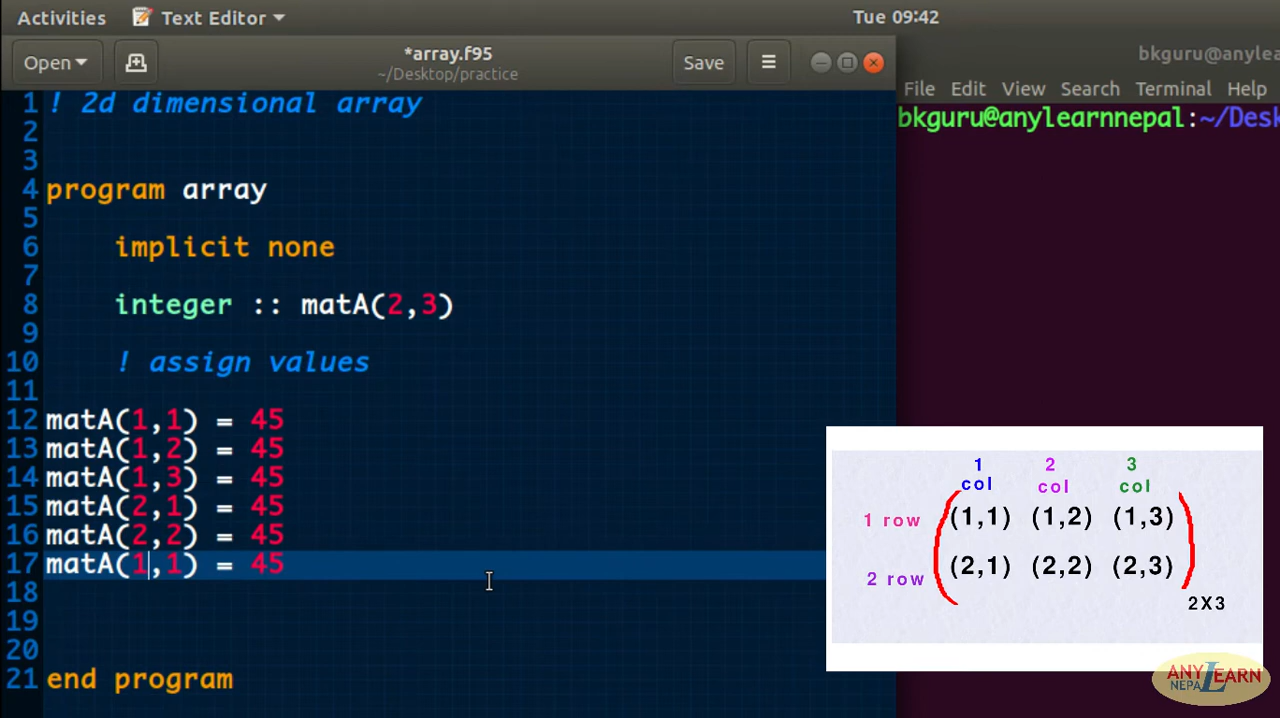 Activities Text Editor Tue 09:42
Open *array.f95 Save
~/Desktop/practice
bkguru@anylea
File Edit View Search Terminal Help
bkguru@anylearnnepal:~/Desk
1 ! 2d dimensional array
2
3
4 program array
5
6 implicit none
7
8 integer :: matA(2,3)
9
10 ! assign values
11
12 matA(1,1) = 45
13 matA(1,2) = 45
14 matA(1,3) = 45
15 matA(2,1) = 45
16 matA(2,2) = 45
17 matA(1,1) = 45
18
19
20
21 end program
1 2 3
col col col
1 row (1,1) (1,2) (1,3)
2 row (2,1) (2,2) (2,3)
2X3
ANY LEARN
NEPAL